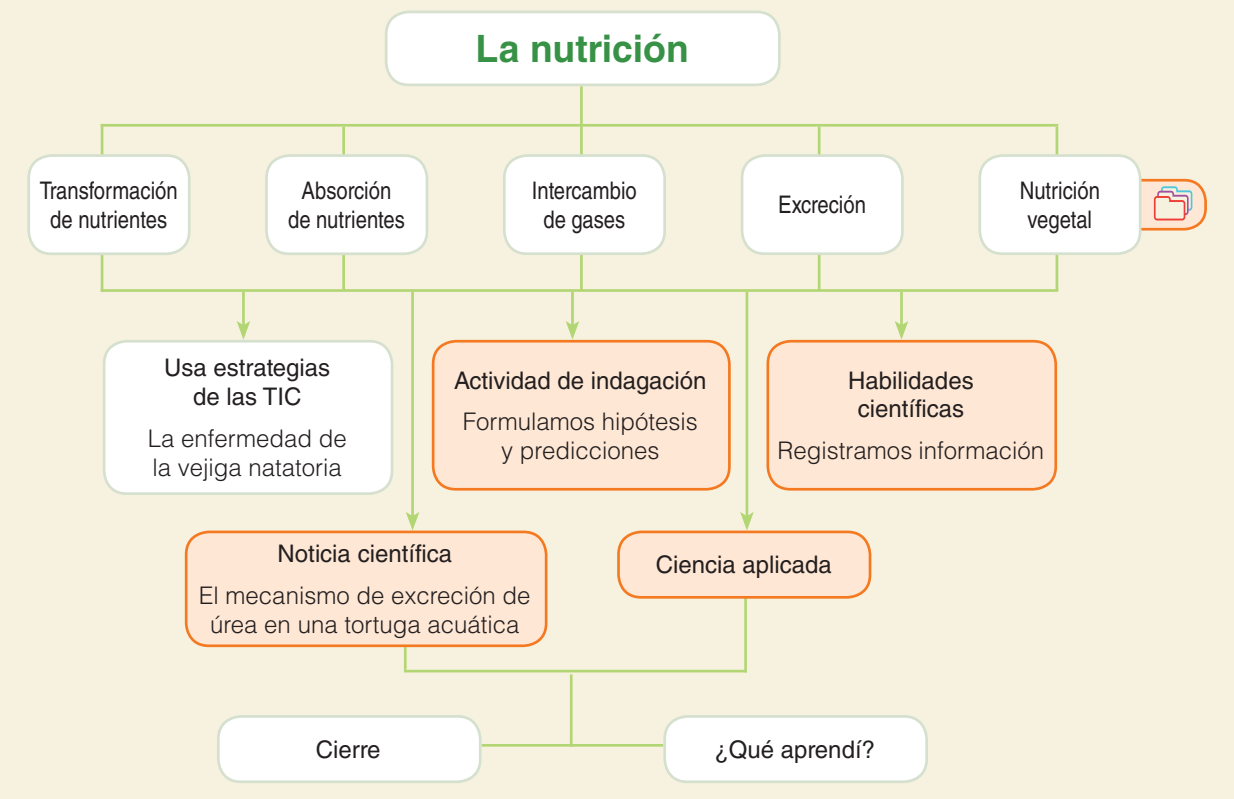 La nutrición
Transformación
de nutrientes
Absorción
de nutrientes
Intercambio
de gases
Excreción
Nutrición
vegetal
Usa estrategias
de las TIC
La enfermedad de
la vejiga natatoria
Actividad de indagación
Formulamos hipótesis
y predicciones
Habilidades
científicas
Registramos información
Noticia científica
El mecanismo de excreción de
úrea en una tortuga acuática
Ciencia aplicada
Cierre
¿Qué aprendí?